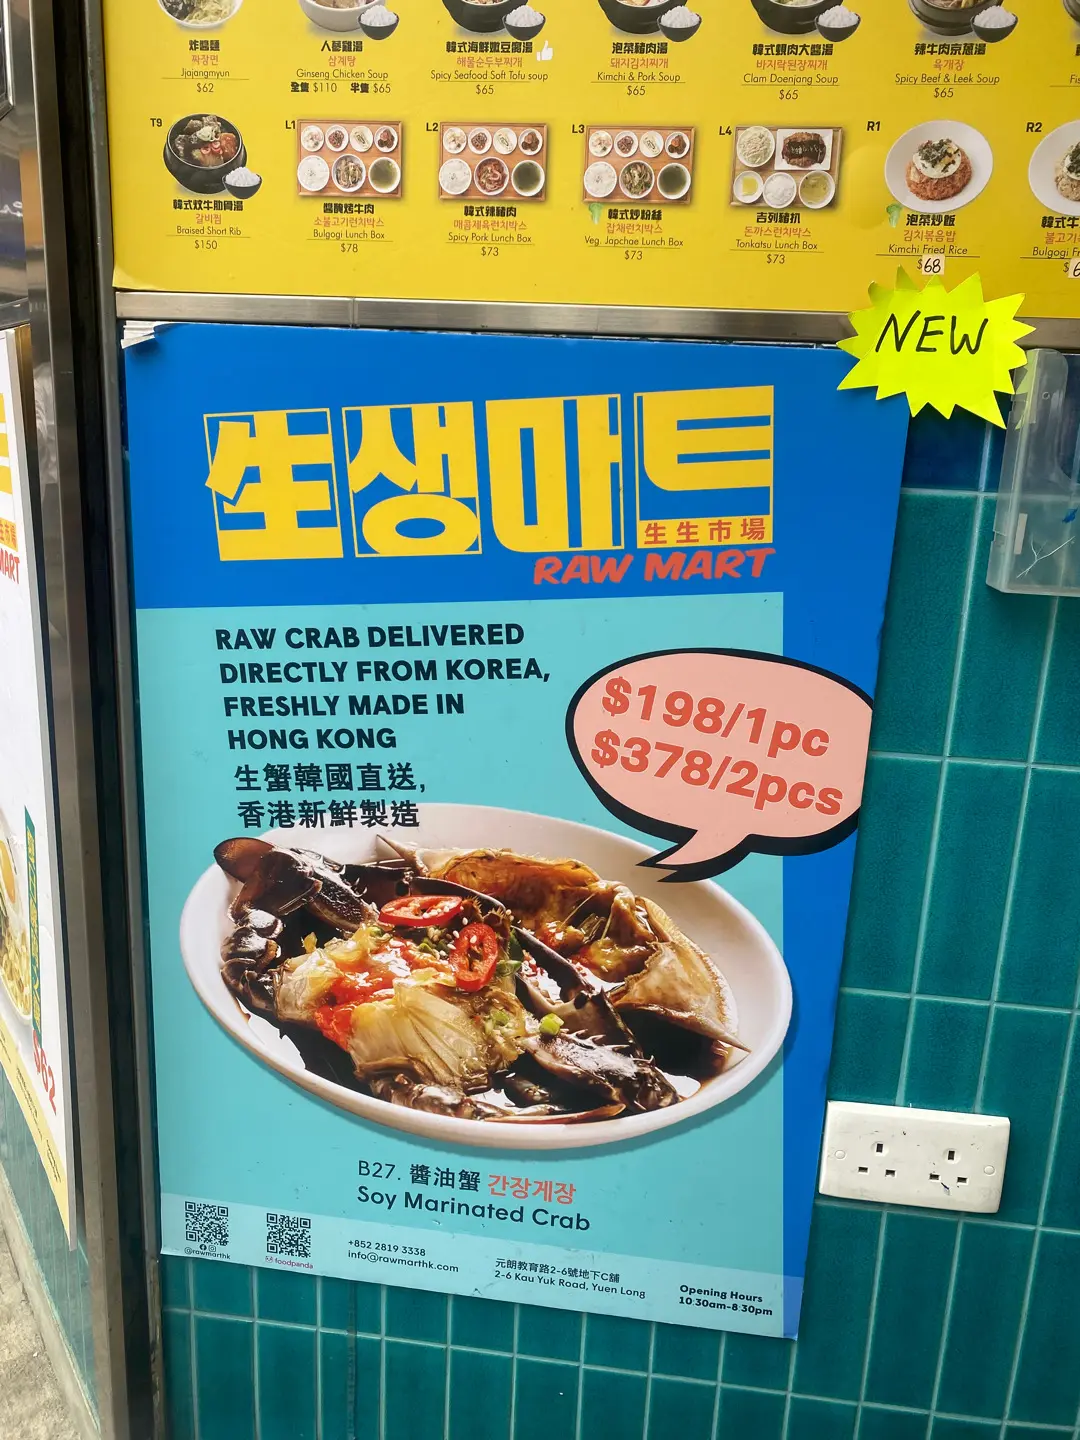 炸醬麵
짜장면
Jjajangmyun
$62
人蔘雞湯
삼계탕
Ginseng Chicken Soup
全隻 $110 半隻 $65
韓式海鮮嫩豆腐湯
해물순두부찌개
Spicy Seafood Soft Tofu soup
$65
泡菜豬肉湯
돼지김치찌개
Kimchi & Pork Soup
$65
韓式蜆肉大醬湯
바지락된장찌개
Clam Doenjang Soup
$65
辣牛肉京蔥湯
육개장
Spicy Beef & Leek Soup
$65
T9
韓式炆牛肋骨湯
갈비찜
Braised Short Rib
$150
L1
醬醃烤牛肉
소불고기런치박스
Bulgogi Lunch Box
$78
L2
韓式辣豬肉
매콤제육런치박스
Spicy Pork Lunch Box
$73
L3
韓式炒粉絲
잡채런치박스
Veg. Japchae Lunch Box
$73
L4
吉列豬扒
돈까스런치박스
Tonkatsu Lunch Box
$73
R1
泡菜炒飯
김치볶음밥
Kimchi Fried Rice
$68
R2
韓式牛
불고기
Bulgogi F
NEW
生생마트
生生市場
RAW MART
RAW CRAB DELIVERED
DIRECTLY FROM KOREA,
FRESHLY MADE IN
HONG KONG
生蟹韓國直送,
香港新鮮製造
$198/1pc
$378/2pcs
B27. 醬油蟹 간장게장
Soy Marinated Crab
@rawmarthk
foodpanda
+852 2819 3338
info@rawmarthk.com
元朗教育路2-6號地下C舖
2-6 Kau Yuk Road, Yuen Long
Opening Hours
10:30am-8:30pm
$62